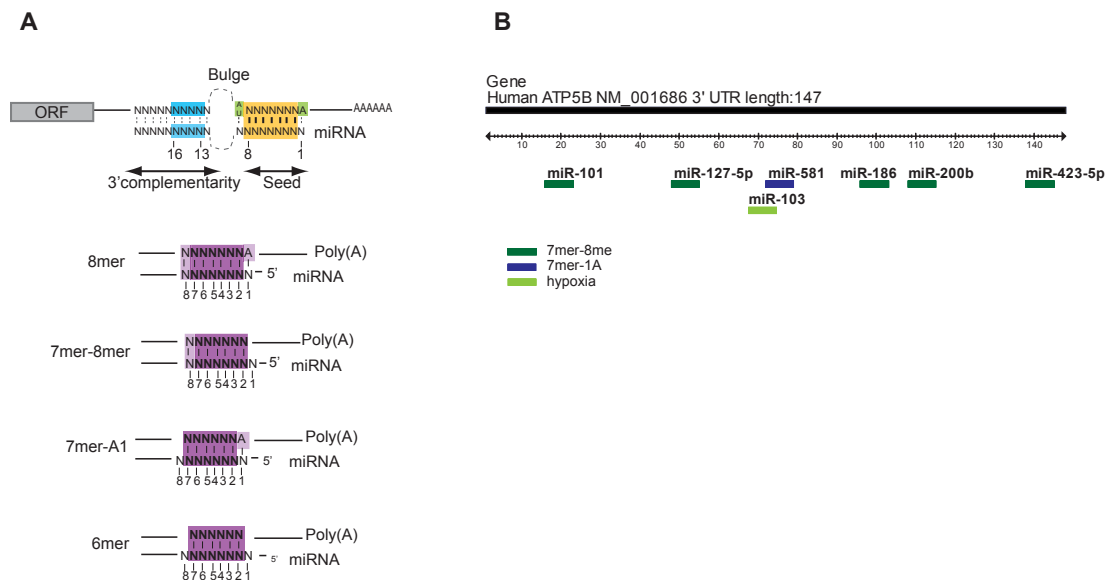 A
Bulge
ORF
NNNNNNNNNN
A
NNNNNNNA
AAAAAA
NNNNNNNNNN
NNNNNNNN
miRNA
16 13 8 1
3'complementarity
Seed
8mer
NNNNNNNA
Poly(A)
NNNNNNNN
5’
miRNA
8 7 6 5 4 3 2 1
7mer-8mer
NNNNNNN
Poly(A)
NNNNNNNN
5’
miRNA
8 7 6 5 4 3 2 1
7mer-A1
NNNNNNA
Poly(A)
NNNNNNNN
5’
miRNA
8 7 6 5 4 3 2 1
6mer
NNNNNN
Poly(A)
NNNNNNNN
5’
miRNA
8 7 6 5 4 3 2 1
B
Gene
Human ATP5B NM_001686 3' UTR length:147
10 20 30 40 50 60 70 80 90 100 110 120 130 140
miR-101 miR-127-5p miR-581 miR-186 miR-200b miR-423-5p
miR-103
7mer-8me
7mer-1A
hypoxia